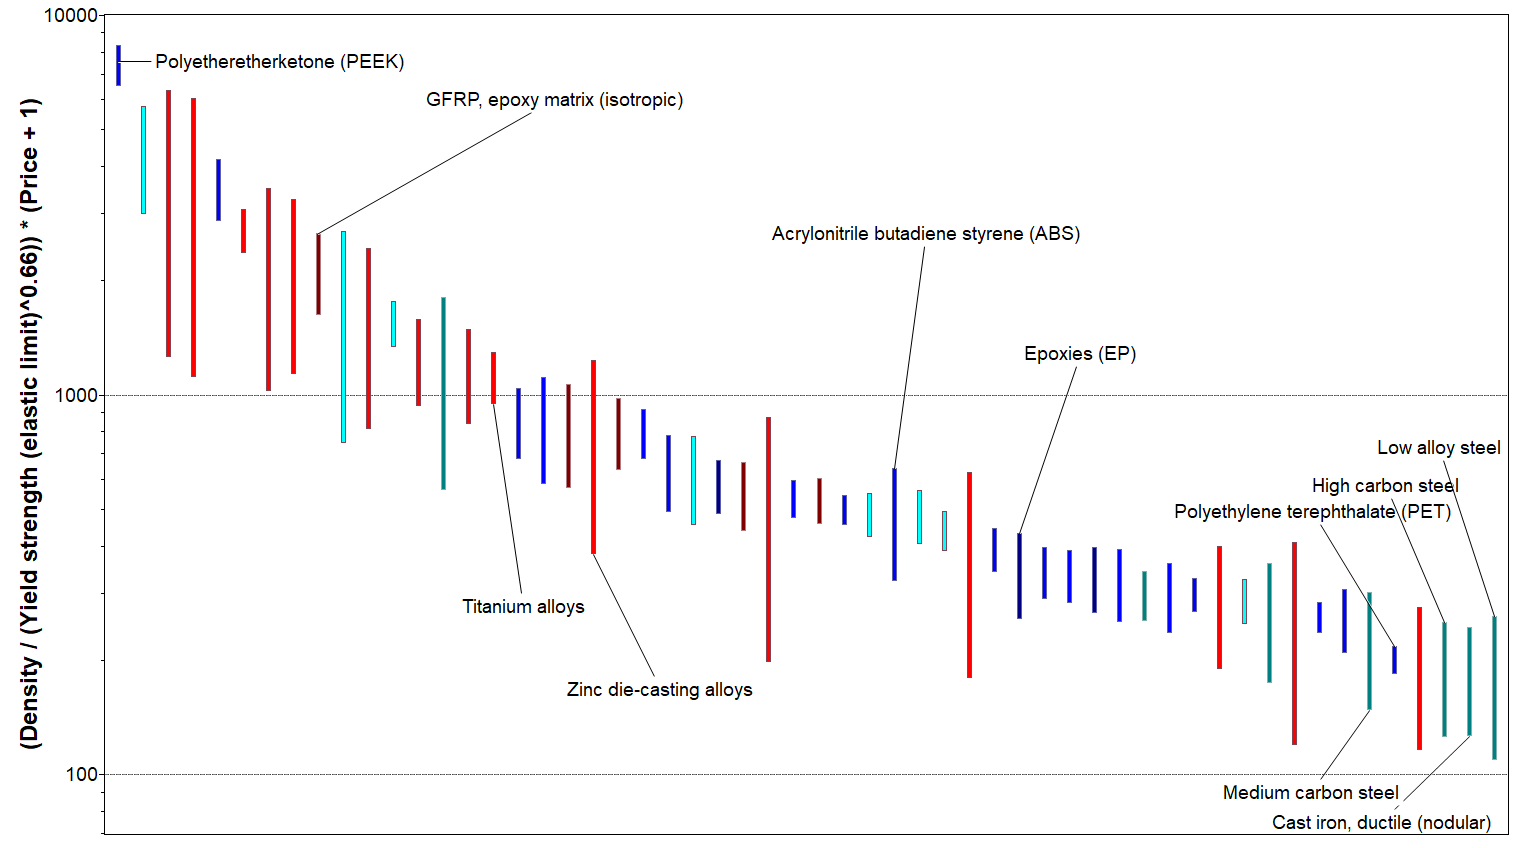 10000
Polyetheretherketone (PEEK)
GFRP, epoxy matrix (isotropic)
(Density / (Yield strength (elastic limit)^0.66)) * (Price + 1)
Acrylonitrile butadiene styrene (ABS)
Epoxies (EP)
1000
Low alloy steel
High carbon steel
Polyethylene terephthalate (PET)
Titanium alloys
Zinc die-casting alloys
100
Medium carbon steel
Cast iron, ductile (nodular)